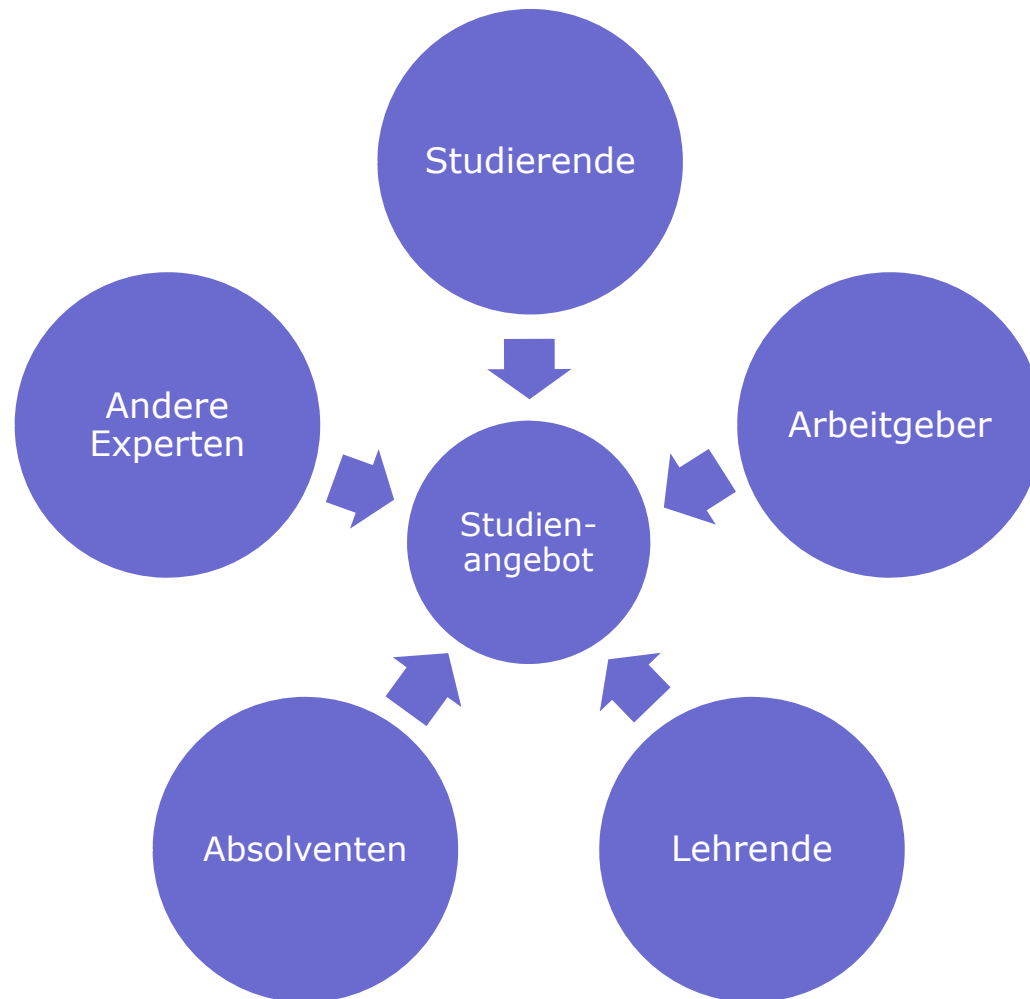 Studierende
Andere
Experten
Arbeitgeber
Studien-
angebot
Absolventen
Lehrende